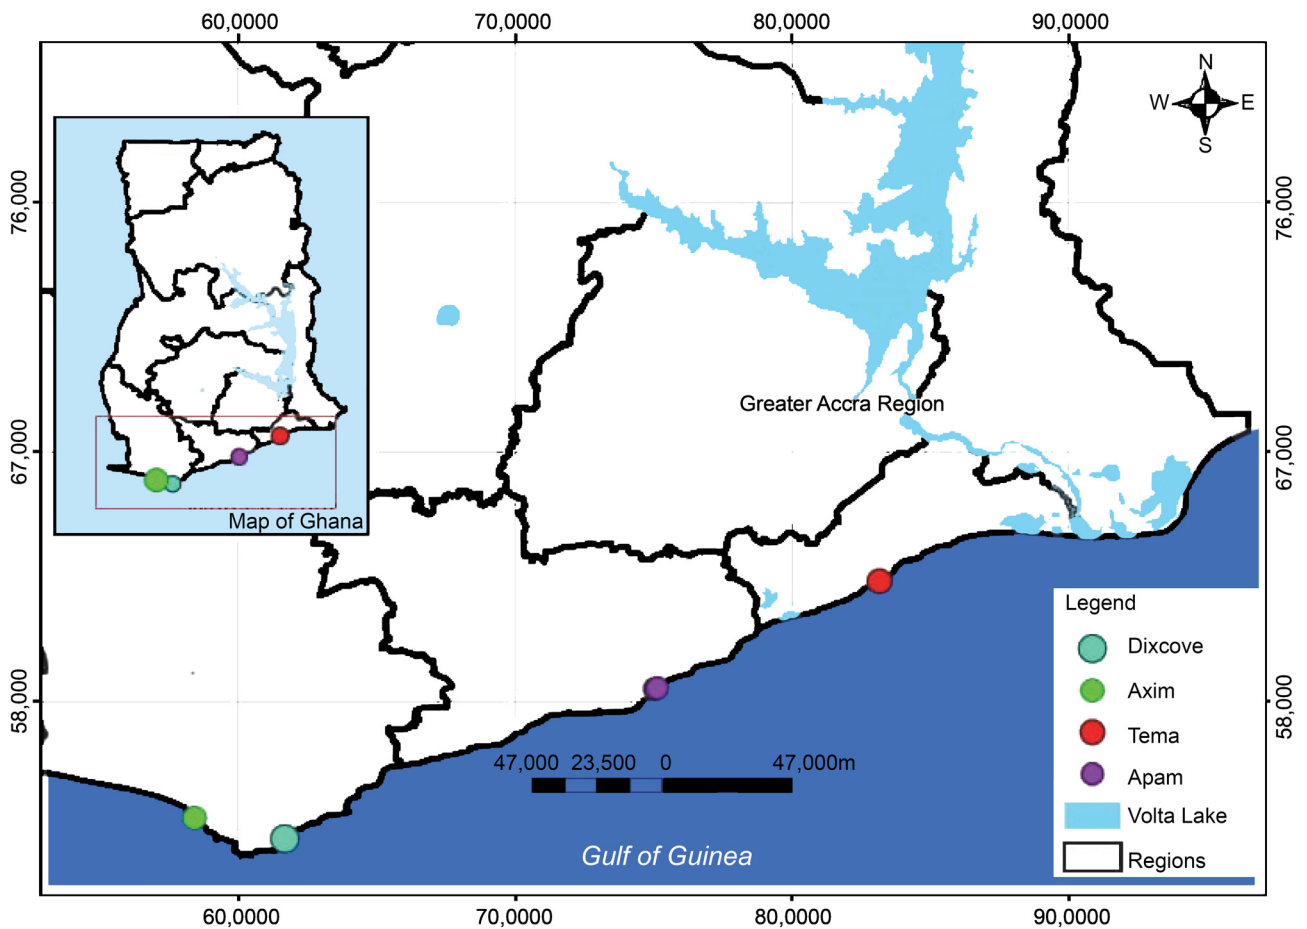 60,0000 70,0000 80,0000 90,0000
N
W E
S
76,000 76,000
Greater Accra Region
67,000 67,000
Map of Ghana
58,000 58,000
Legend
Dixcove
Axim
Tema
Apam
Volta Lake
Regions
47,000 23,500 0 47,000m
Gulf of Guinea
60,0000 70,0000 80,0000 90,0000